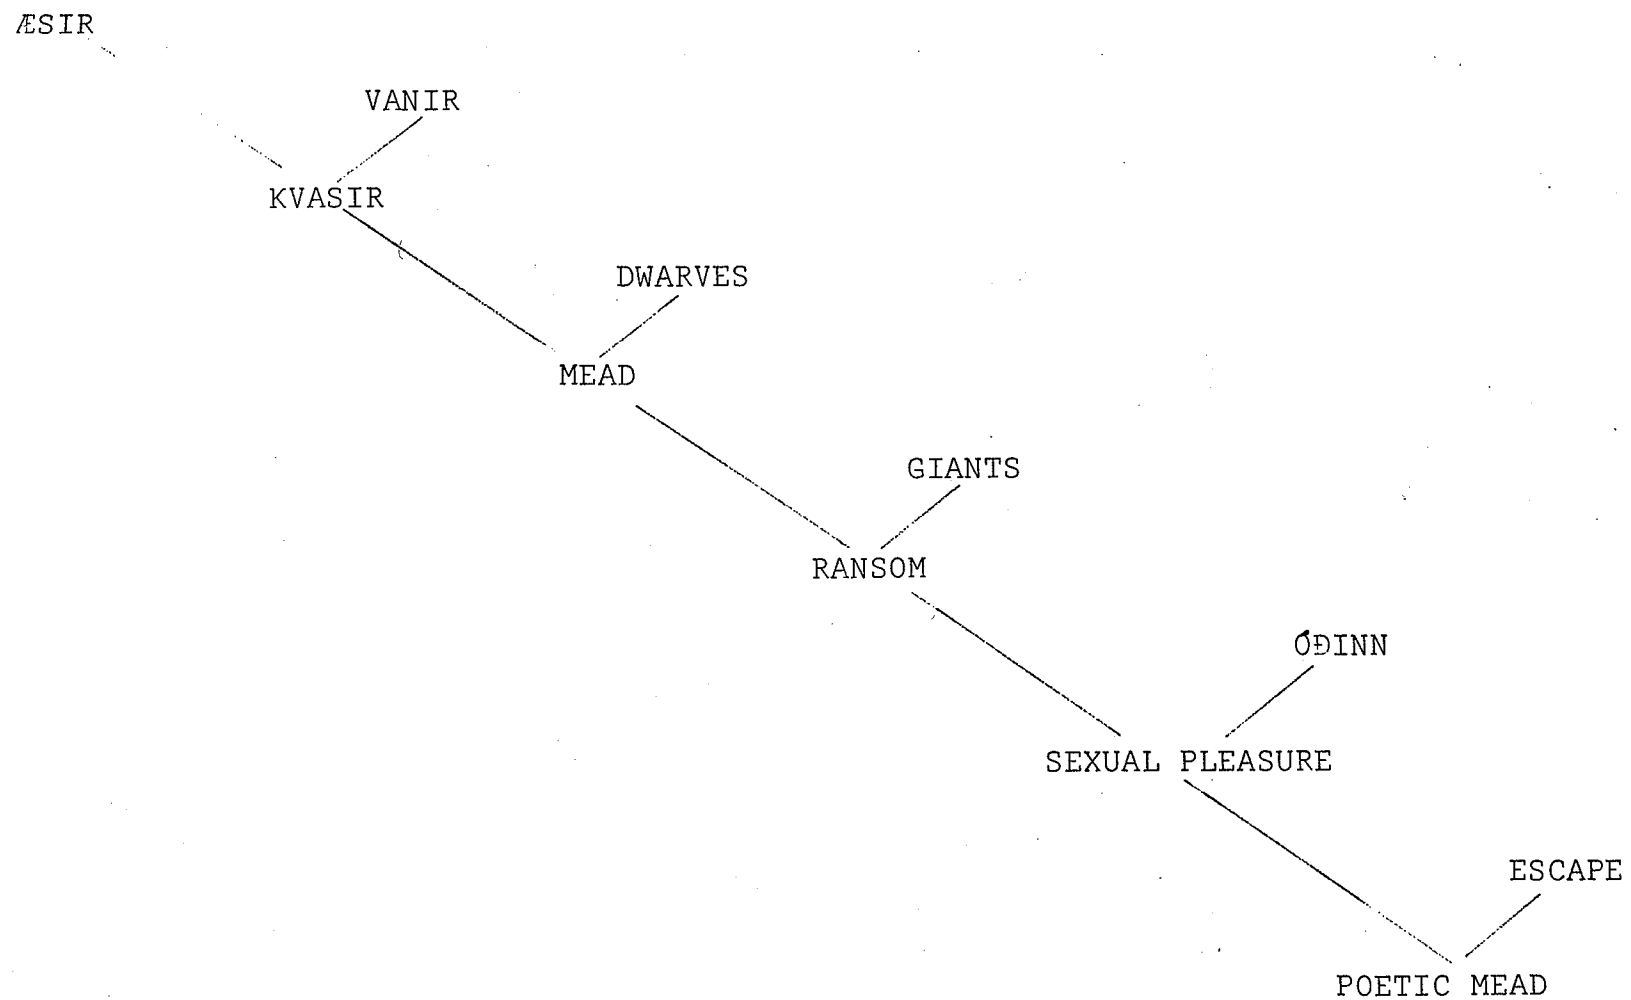 ÆSIR
VANIR
KVASIR
DWARVES
MEAD
GIANTS
RANSOM
ÓÐINN
SEXUAL PLEASURE
ESCAPE
POETIC MEAD